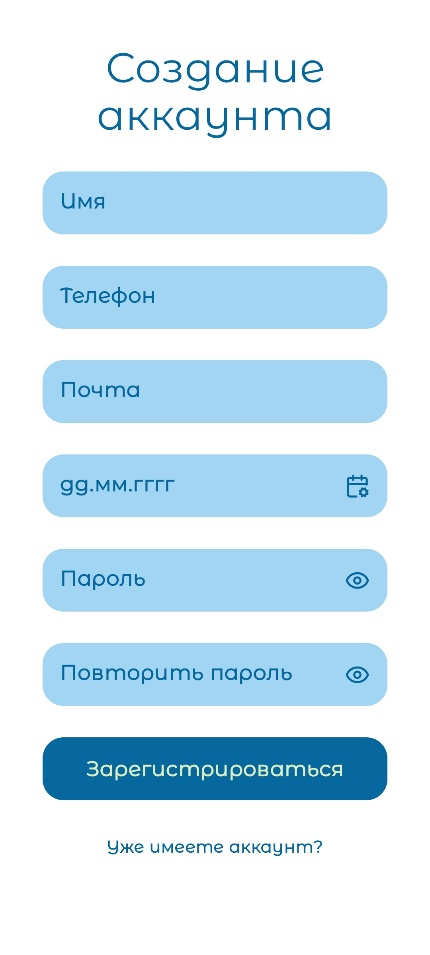 Создание
аккаунта
Имя
Телефон
Почта
дд.мм.гггг
Пароль
Повторить пароль
Зарегистрироваться
Уже имеете аккаунт?